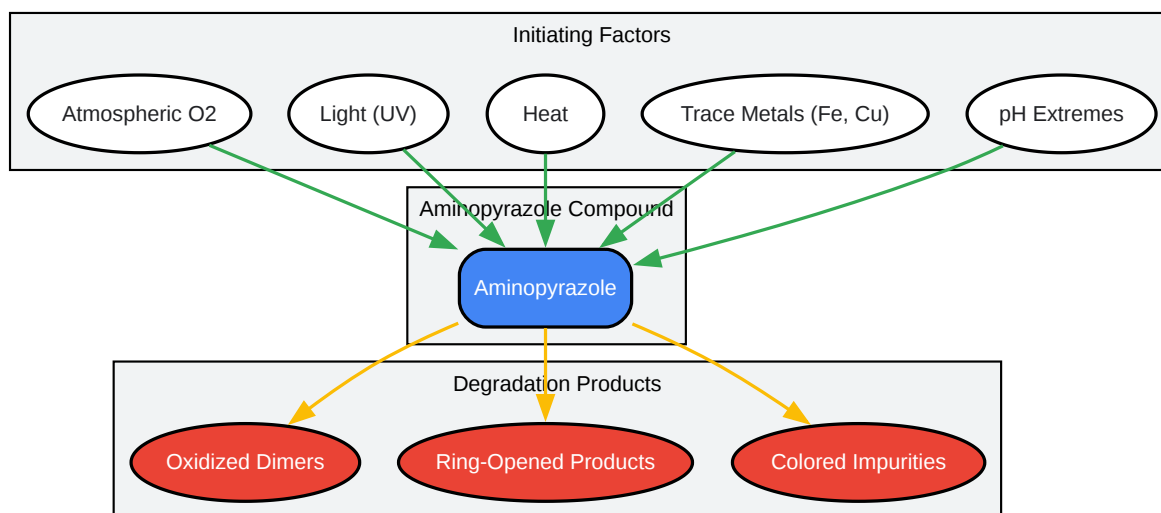 Initiating Factors
Atmospheric O2
Light (UV)
Heat
Trace Metals (Fe, Cu)
pH Extremes
Aminopyrazole Compound
Aminopyrazole
Degradation Products
Oxidized Dimers
Ring-Opened Products
Colored Impurities